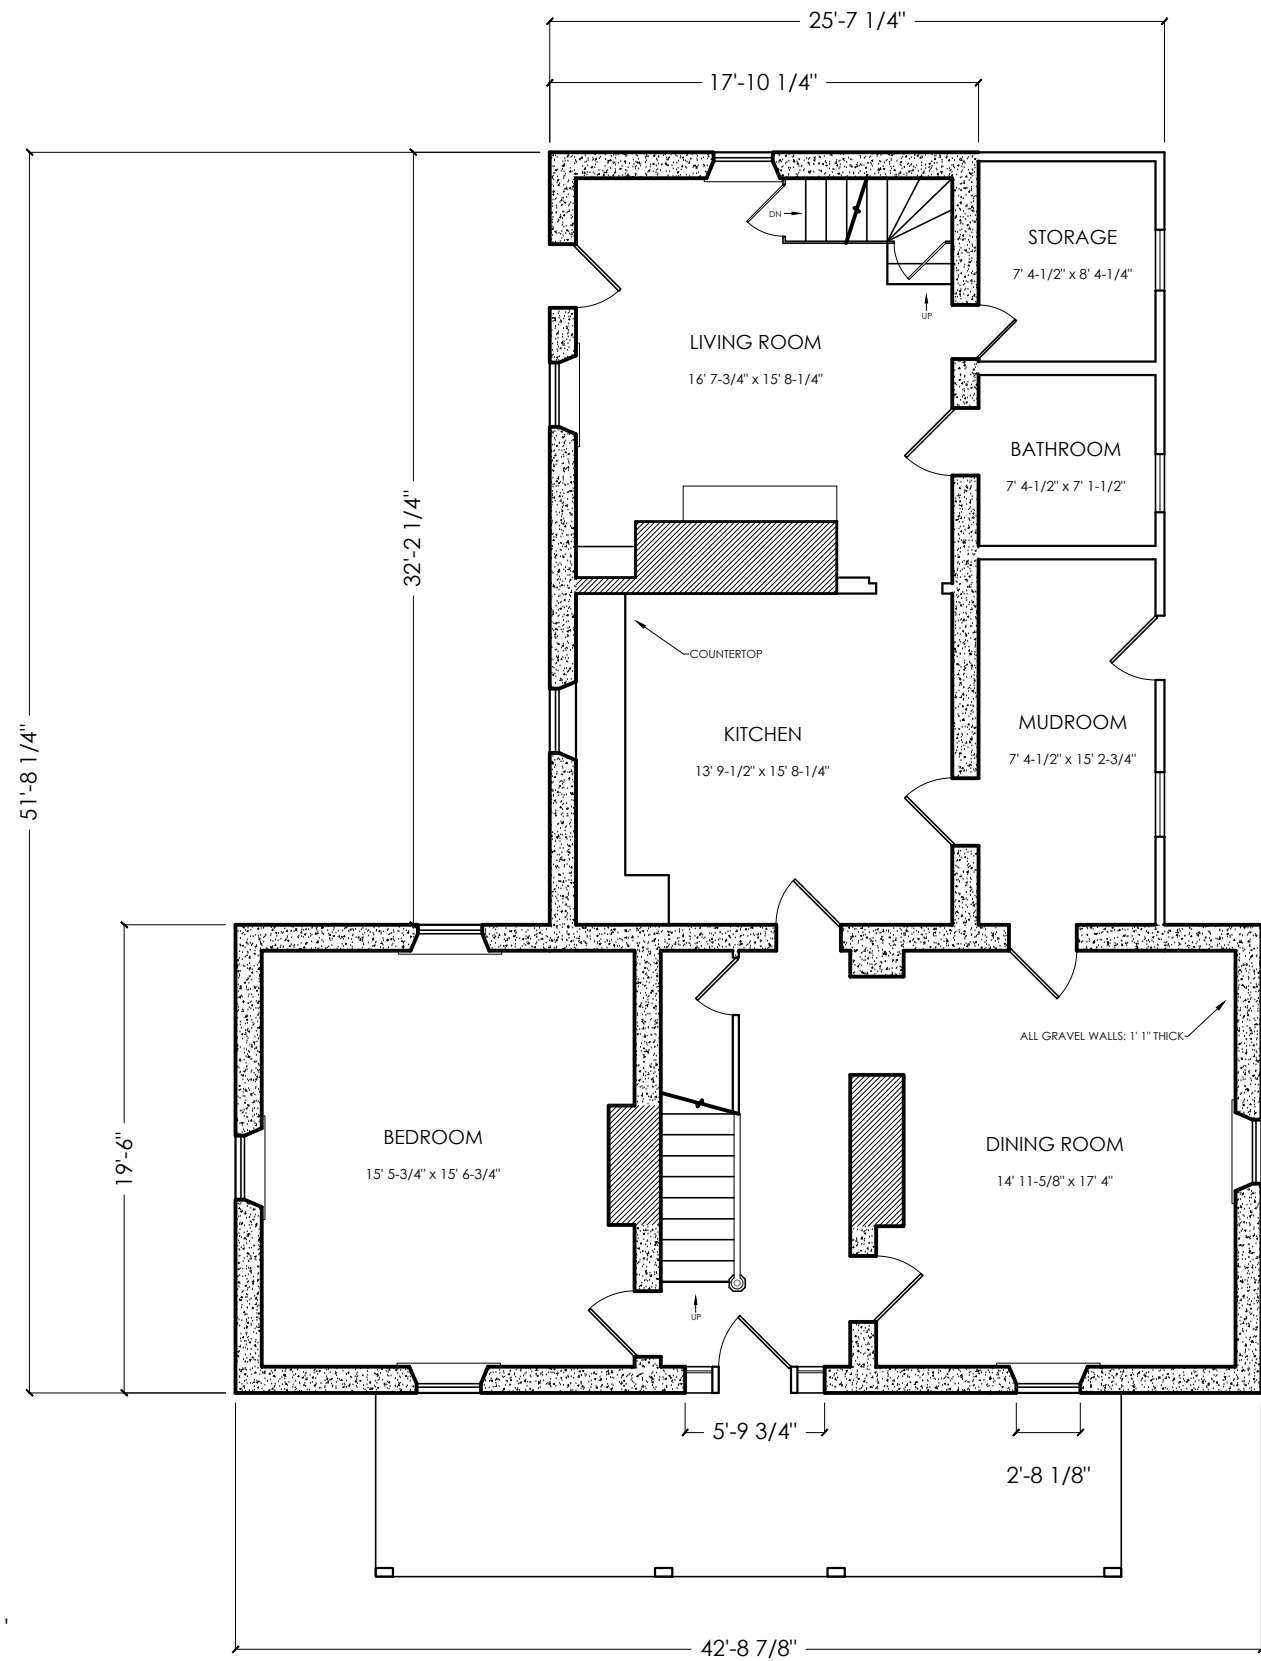 25'-7 1/4"
17'-10 1/4"
DN
STORAGE
7' 4-1/2" x 8' 4-1/4"
UP
LIVING ROOM
16' 7-3/4" x 15' 8-1/4"
BATHROOM
7' 4-1/2" x 7' 1-1/2"
32'-2 1/4"
COUNTERTOP
51'-8 1/4"
KITCHEN
13' 9-1/2" x 15' 8-1/4"
MUDROOM
7' 4-1/2" x 15' 2-3/4"
ALL GRAVEL WALLS: 1' 1" THICK
19'-6"
BEDROOM
15' 5-3/4" x 15' 6-3/4"
DINING ROOM
14' 11-5/8" x 17' 4"
UP
5'-9 3/4"
2'-8 1/8"
'
42'-8 7/8"